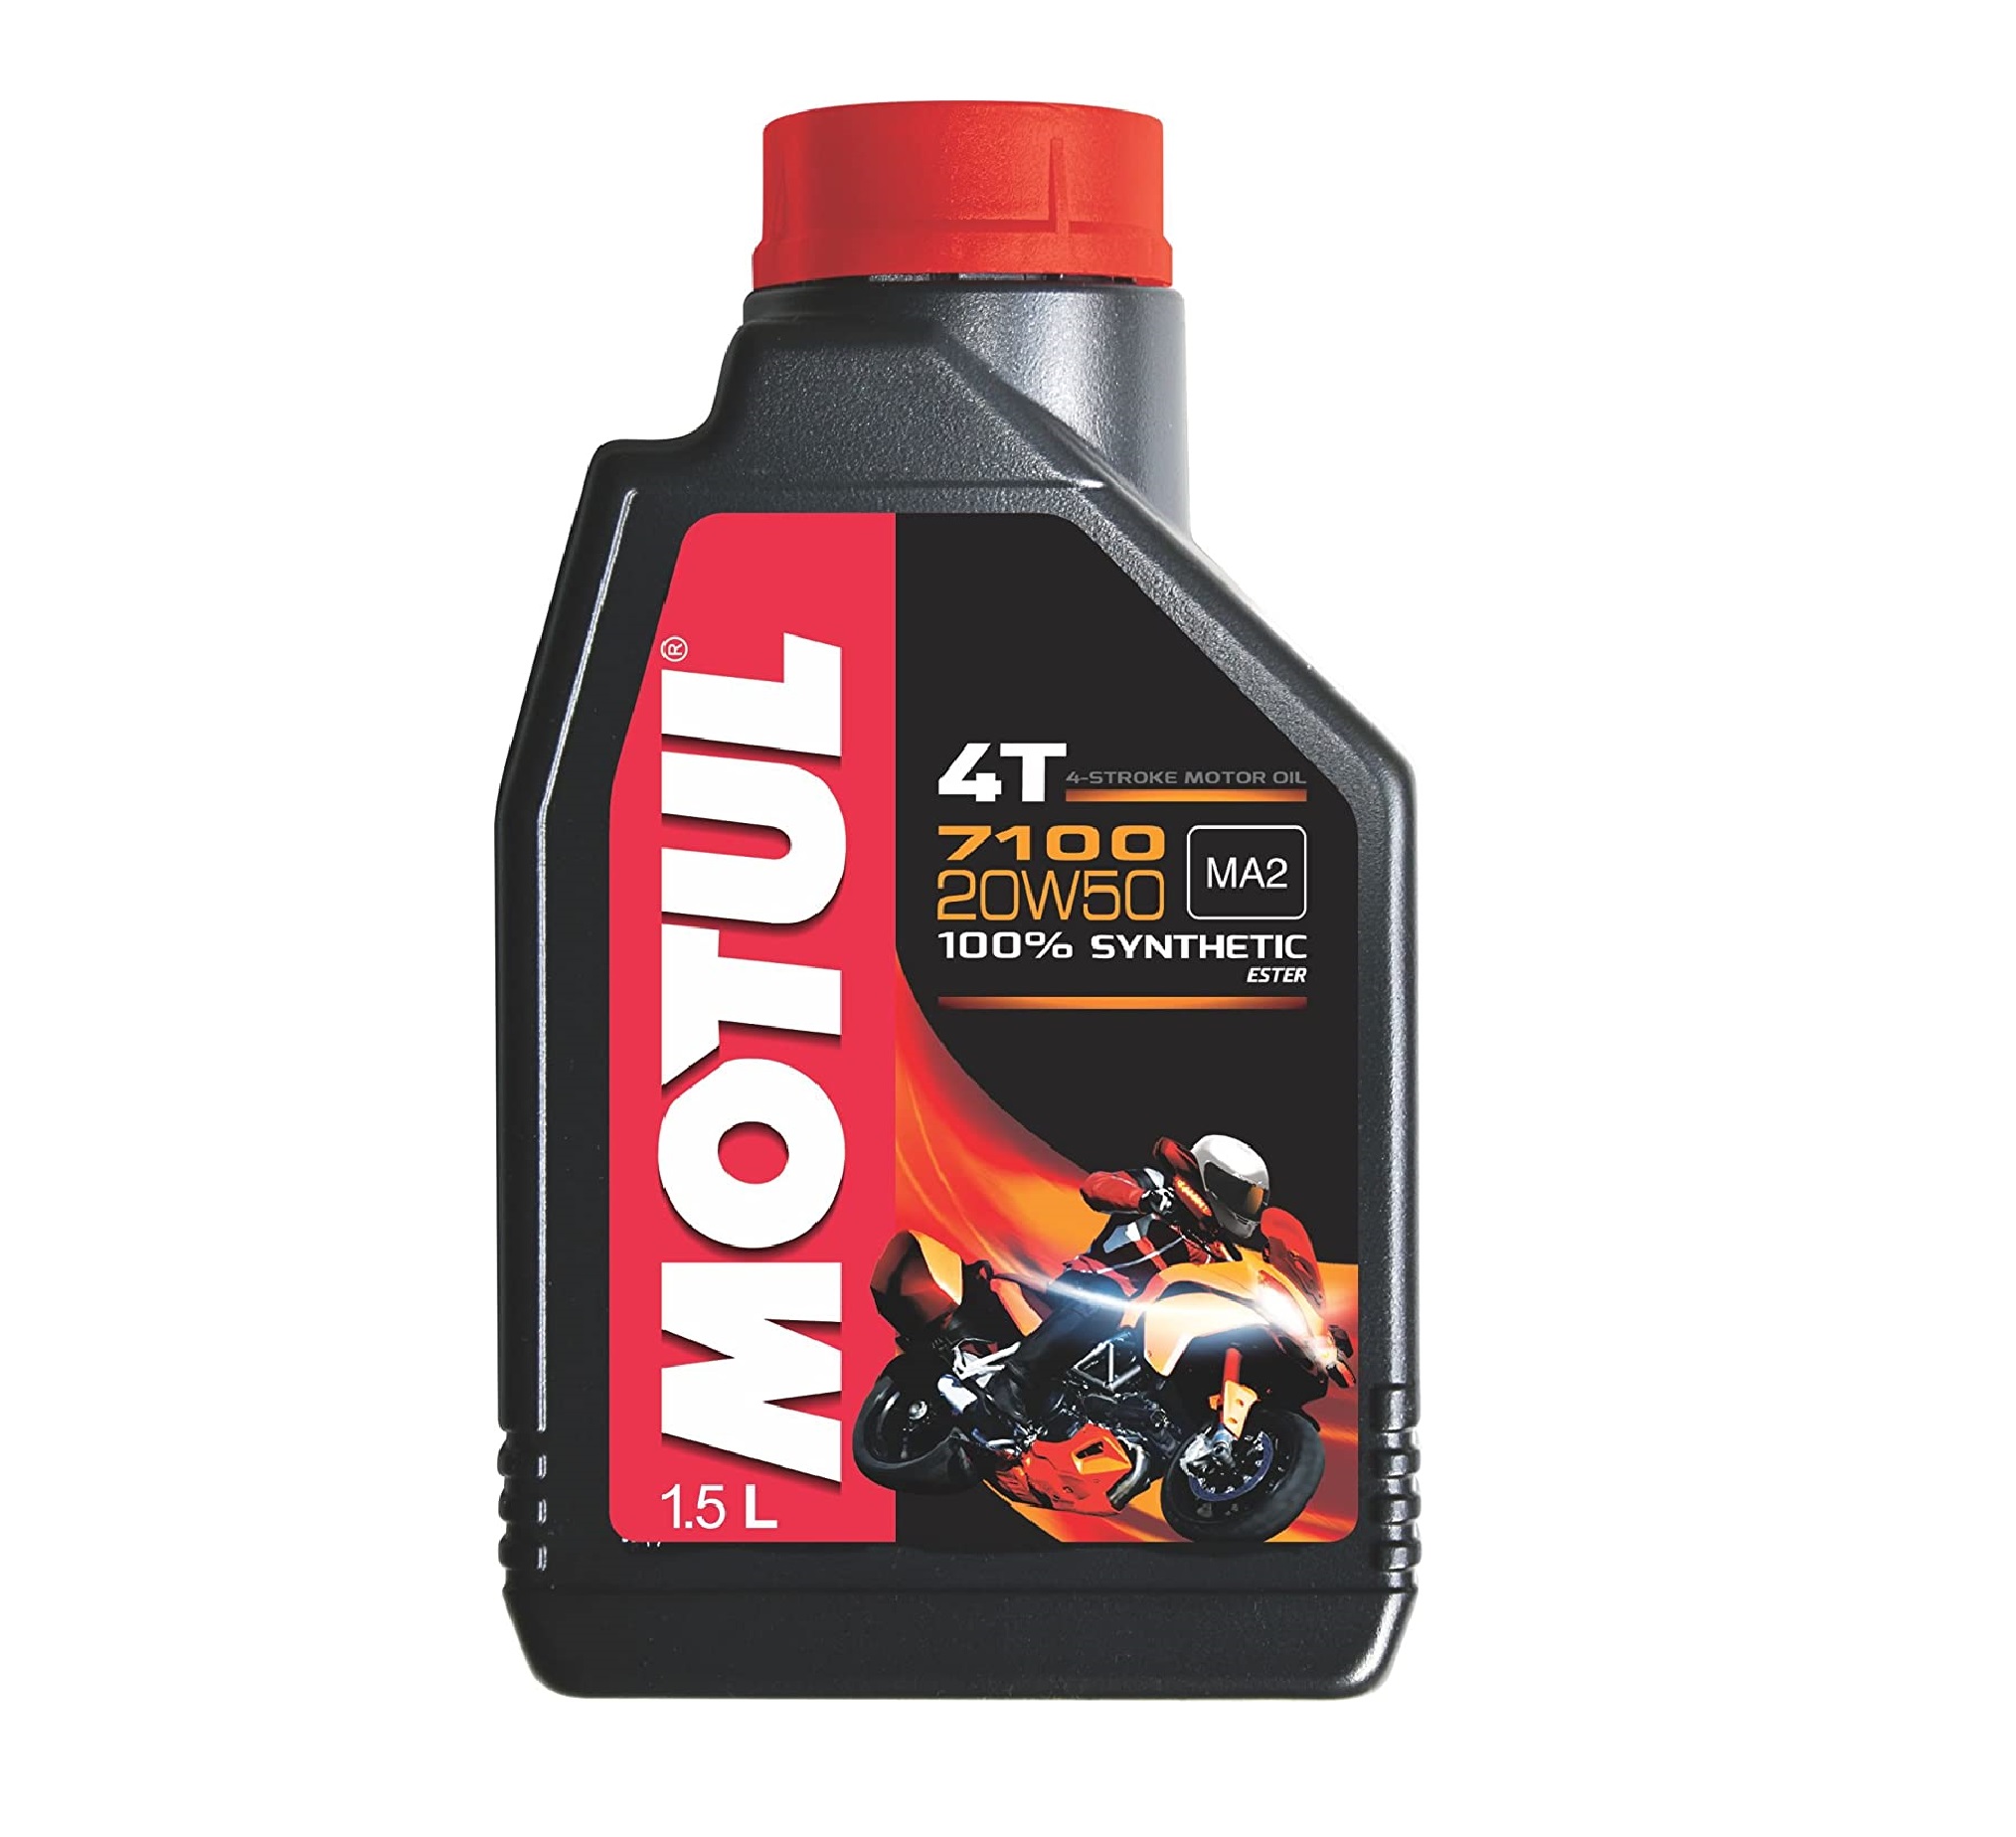 MOTUL®
1.5 L
4T 4-STROKE MOTOR OIL
7100
20W50
MA2
100% SYNTHETIC
ESTER